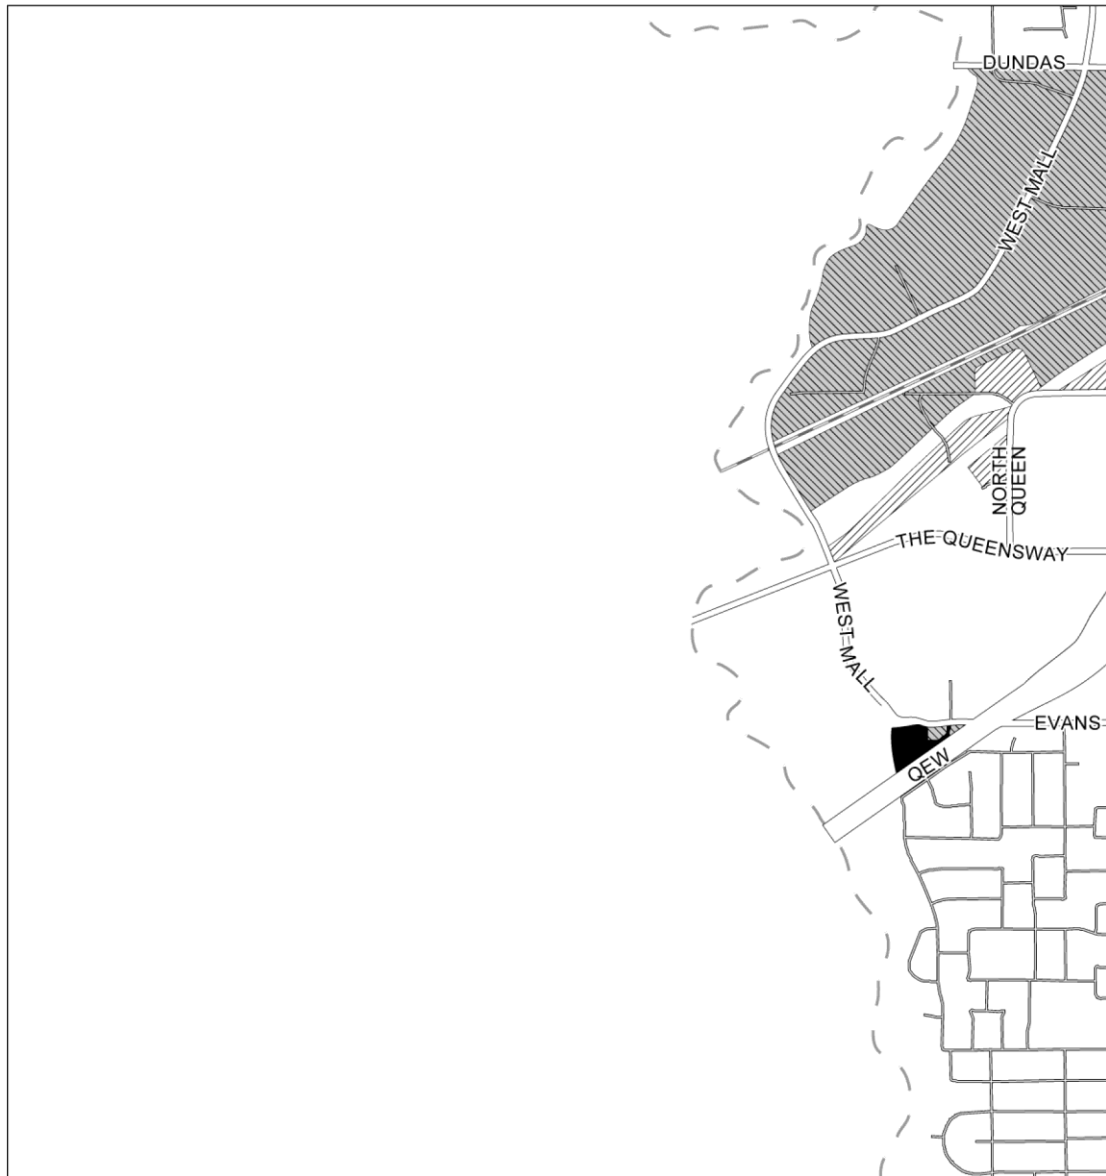 DUNDAS
WEST MALL
NORTH
QUEEN
THE QUEENSWAY
WEST MALL
EVANS
QEW